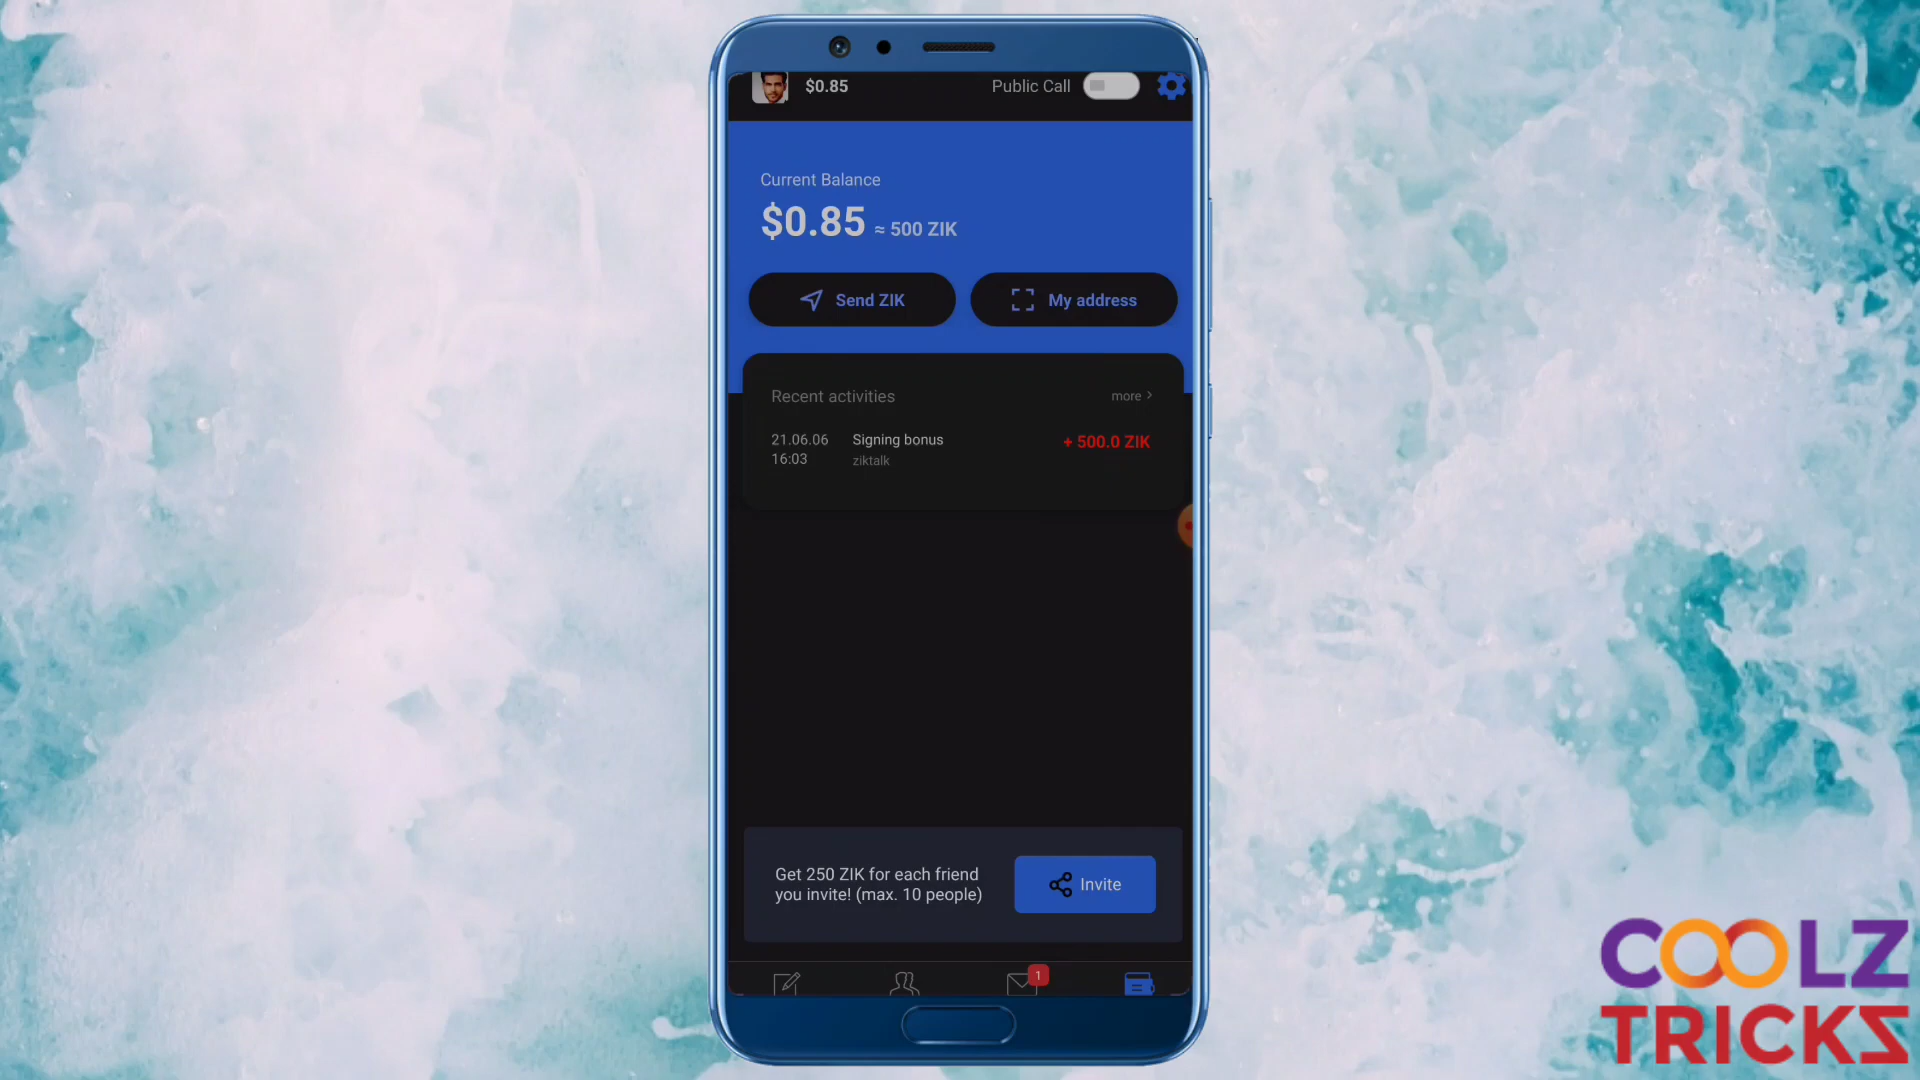 $0.85
Public Call
Current Balance
$0.85 ≈ 500 ZIK
Send ZIK
My address
Recent activities
more >
21.06.06
16:03
Signing bonus
ziktalk
+ 500.0 ZIK
Get 250 ZIK for each friend
you invite! (max. 10 people)
Invite
1
COOLZ
TRICKS